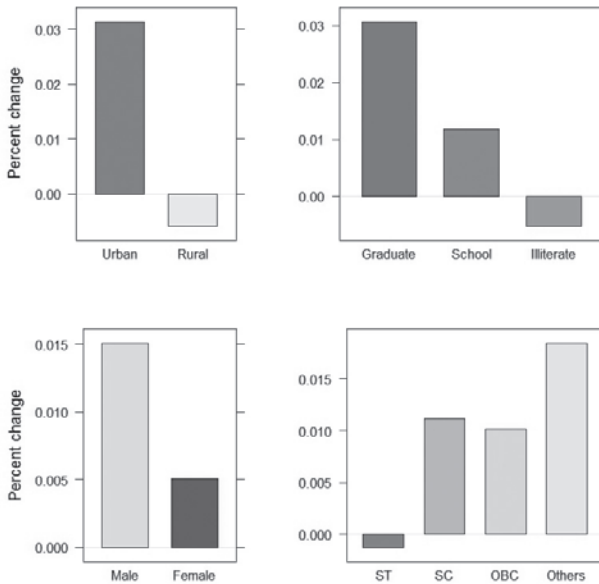 Percent change
0.03
0.02
0.01
0.00
Urban Rural
0.03
0.02
0.01
0.00
Graduate School Illiterate
Percent change
0.015
0.010
0.005
0.000
Male Female
0.015
0.010
0.005
0.000
ST SC OBC Others